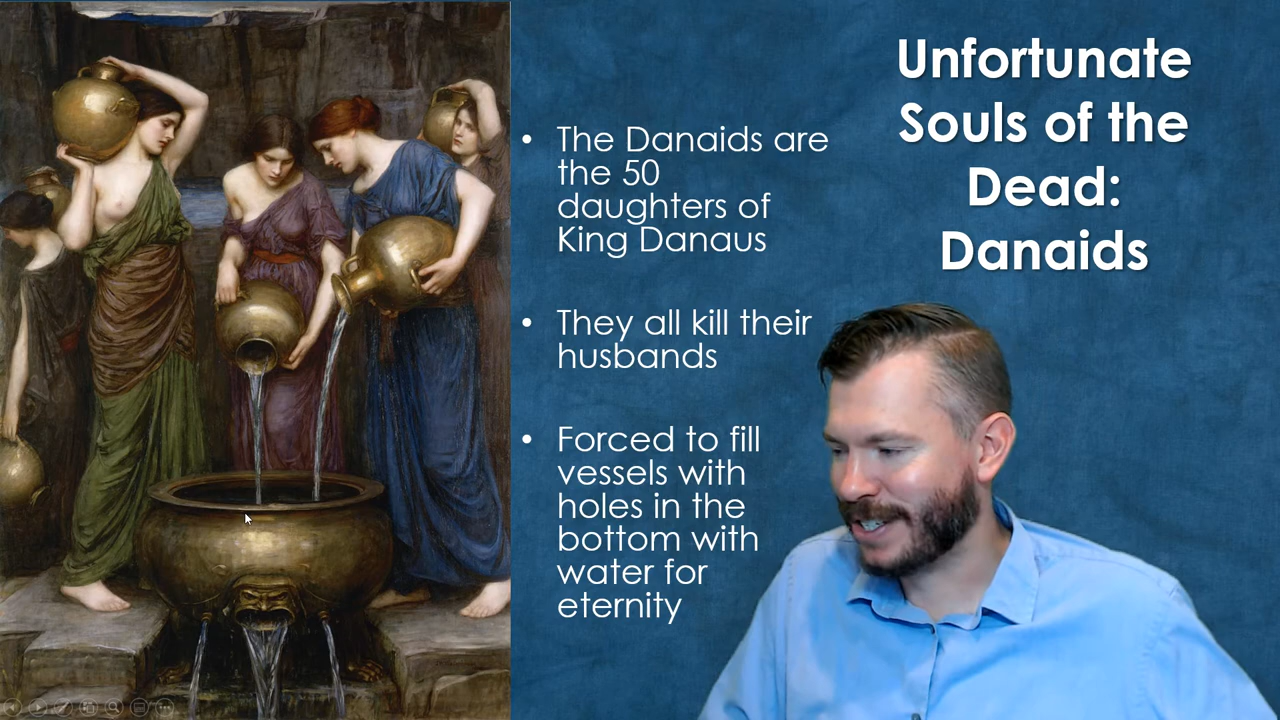 Unfortunate
Souls of the
Dead:
Danaids
• The Danaids are
the 50
daughters of
King Danaus
• They all kill their
husbands
• Forced to fill
vessels with
holes in the
bottom with
water for
eternity